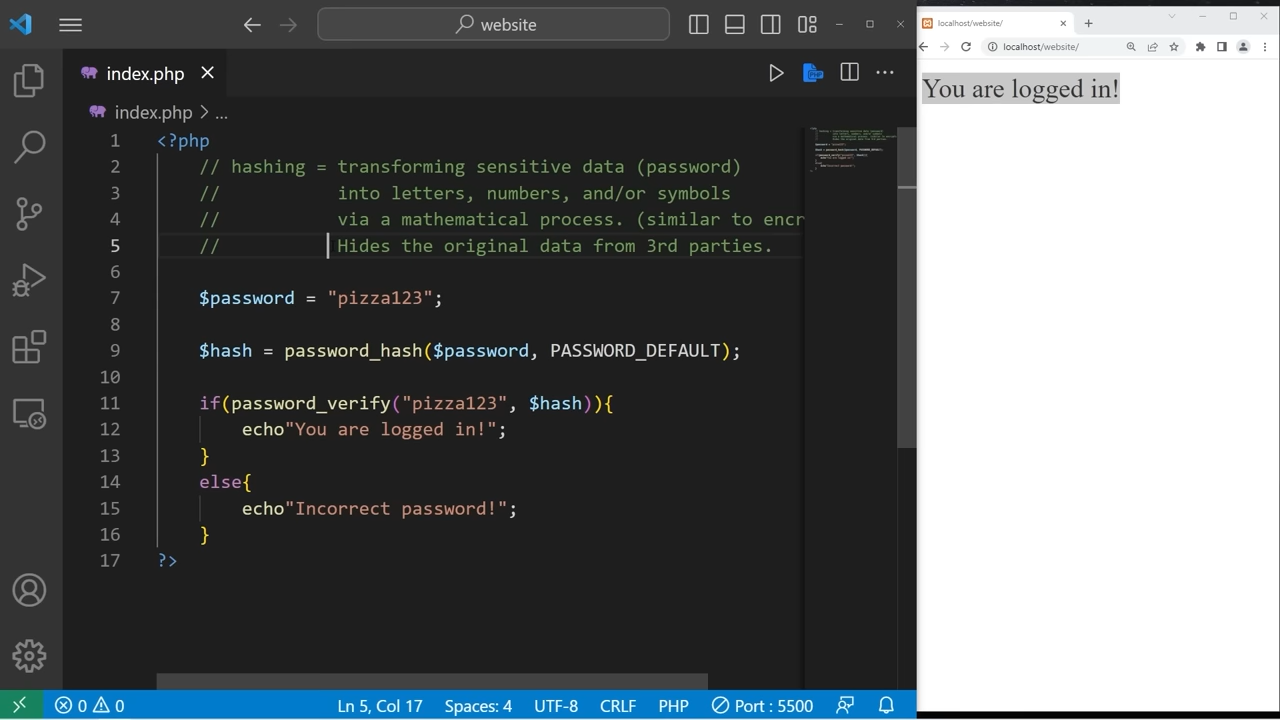 website
index.php
index.php > ...
1 <?php
2 // hashing = transforming sensitive data (password)
3 // into letters, numbers, and/or symbols
4 // via a mathematical process. (similar to encr
5 // Hides the original data from 3rd parties.
6
7 $password = "pizza123";
8
9 $hash = password_hash($password, PASSWORD_DEFAULT);
10
11 if(password_verify("pizza123", $hash)){
12 echo"You are logged in!";
13 }
14 else{
15 echo"Incorrect password!";
16 }
17 ?>
0 0 Ln 5, Col 17 Spaces: 4 UTF-8 CRLF PHP Port : 5500
localhost/website/
localhost/website/
You are logged in!